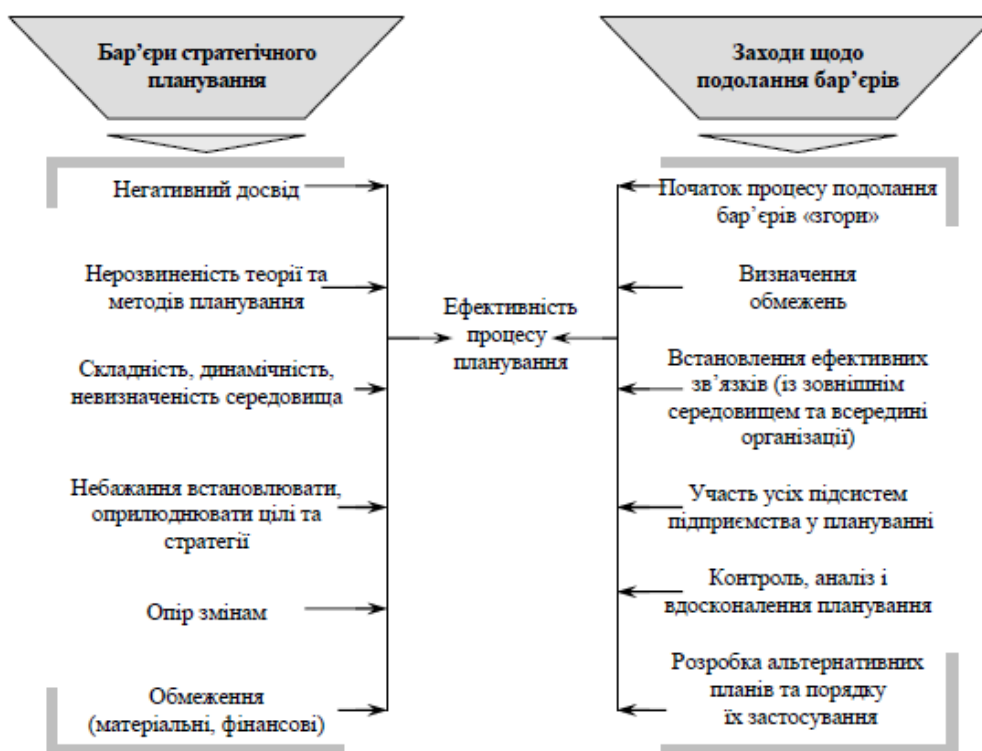 Бар’єри стратегічного
планування
Негативний досвід
Нерозвиненість теорії та
методів планування
Складність, динамічність,
невизначеність середовища
Небажання встановлювати,
оприлюднювати цілі та
стратегії
Опір змінам
Обмеження
(матеріальні, фінансові)
Ефективність
процесу
планування
Заходи щодо
подолання бар’єрів
Початок процесу подолання
бар’єрів «згори»
Визначення
обмежень
Встановлення ефективних
зв’язків (із зовнішнім
середовищем та всередині
організації)
Участь усіх підсистем
підприємства у плануванні
Контроль, аналіз і
вдосконалення планування
Розробка альтернативних
планів та порядку
їх застосування